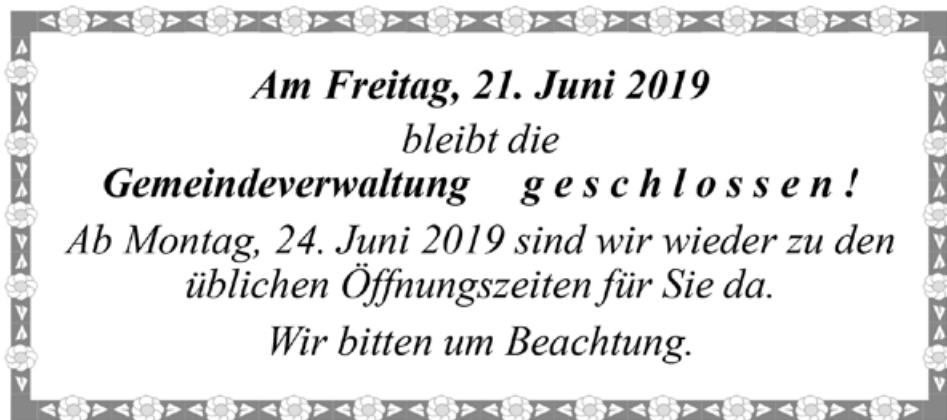 Am Freitag, 21. Juni 2019
bleibt die
Gemeindeverwaltung g e s c h l o s s e n !
Ab Montag, 24. Juni 2019 sind wir wieder zu den
üblichen Öffnungszeiten für Sie da.
Wir bitten um Beachtung.